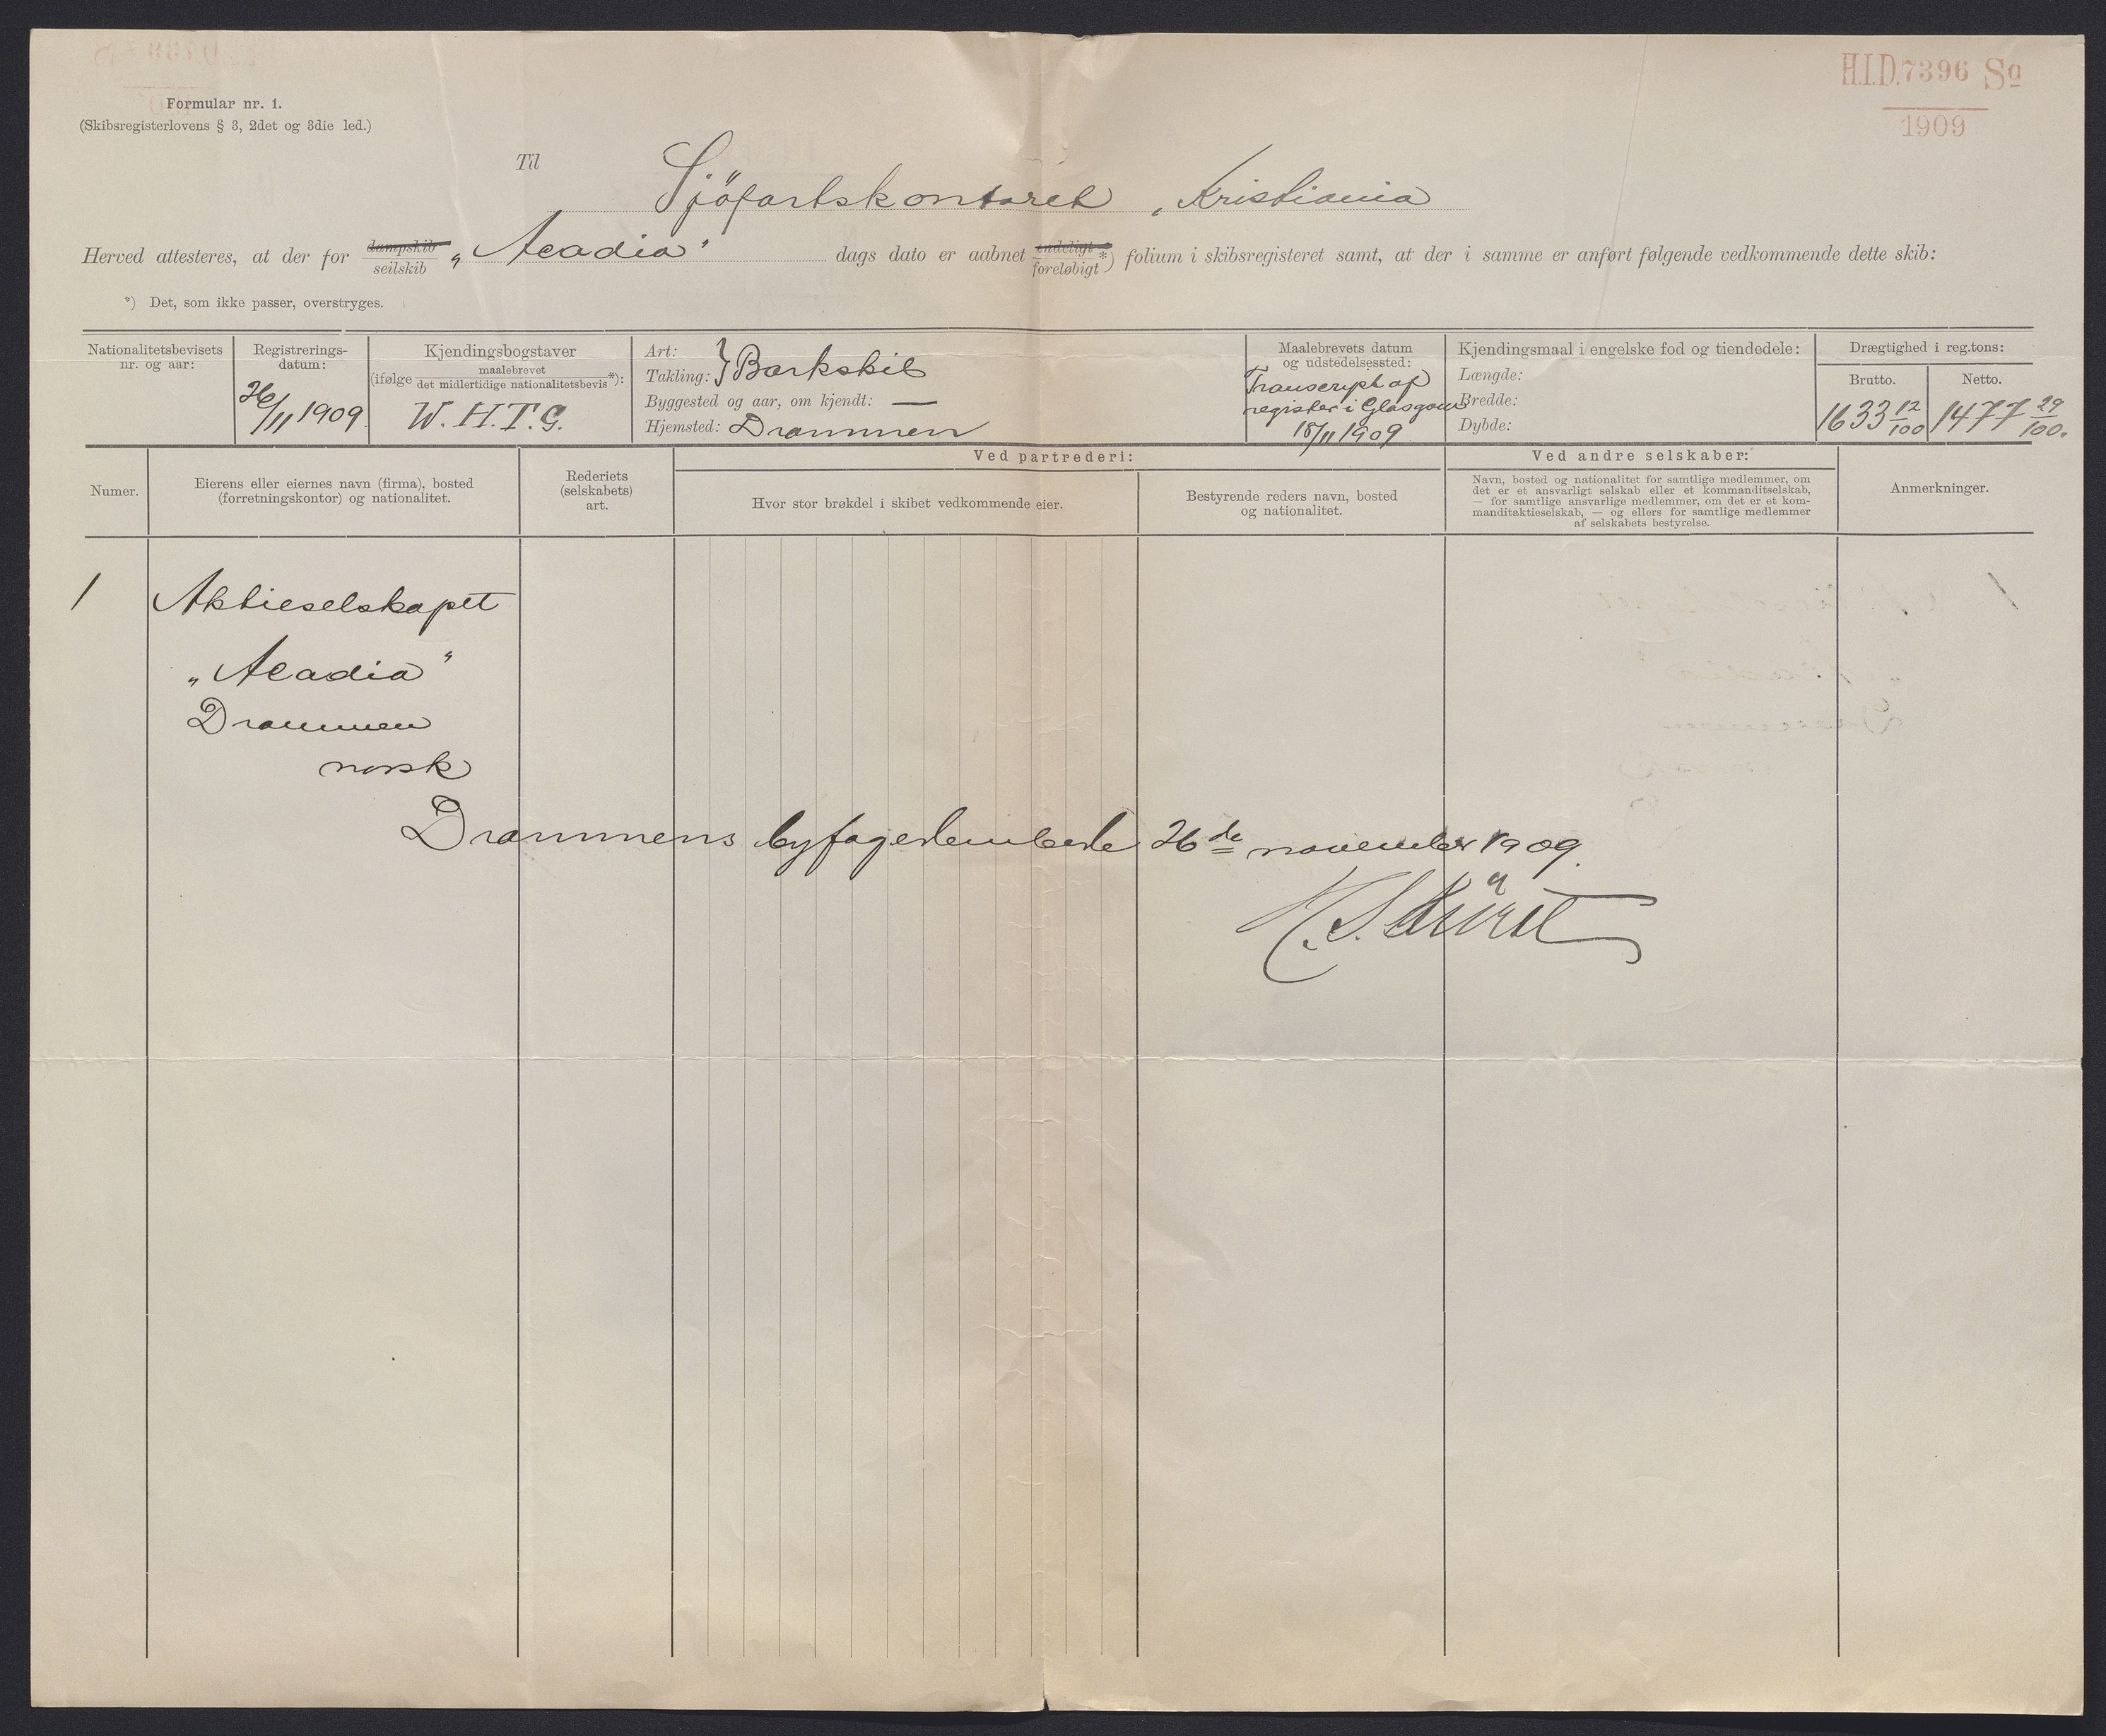 H.I.D. 7396 Sa
1909
Formular nr. 1.
(Skibsregisterlovens § 3, 2det og 3die led.)
Til
Sjöfartskontoret, Kristiania
Herved attesteres, at der for dampskib
seilskib „Acadia" dags dato er aabnet endeligt
foreløbigt*) folium i skibsregisteret samt, at der i samme er anført følgende vedkommende dette skib:
*) Det, som ikke passer, overstryges.
Nationalitetsbevisets
nr. og aar:
Registrerings-
datum:
26/11 1909.
Kjendingsbogstaver
(ifølge maalebrevet
det midlertidige nationalitetsbevis*):
W. H. T. G.
Art:
Takling: } Barkskib
Byggested og aar, om kjendt: —
Hjemsted: Drammen
Maalebrevets datum
og udstedelsessted:
Transcript of
register i Glasgow
18/11 1909
Kjendingsmaal i engelske fod og tiendedele:
Længde:
Bredde:
Dybde:
Drægtighed i reg.tons:
Brutto.
1633 12/100
Netto.
1477 29/100.
Numer.
Eierens eller eiernes navn (firma), bosted
(forretningskontor) og nationalitet.
Rederiets
(selskabets)
art.
Ved partrederi:
Hvor stor brøkdel i skibet vedkommende eier.
Bestyrende reders navn, bosted
og nationalitet.
Ved andre selskaber:
Navn, bosted og nationalitet for samtlige medlemmer, om
det er et ansvarligt selskab eller et kommanditselskab,
— for samtlige ansvarlige medlemmer, om det er et kom-
manditaktieselskab, — og ellers for samtlige medlemmer
af selskabets bestyrelse.
Anmerkninger.
1
Aktieselskapet
„Acadia"
Drammen
norsk
Drammens byfogedembede 26de november 1909.